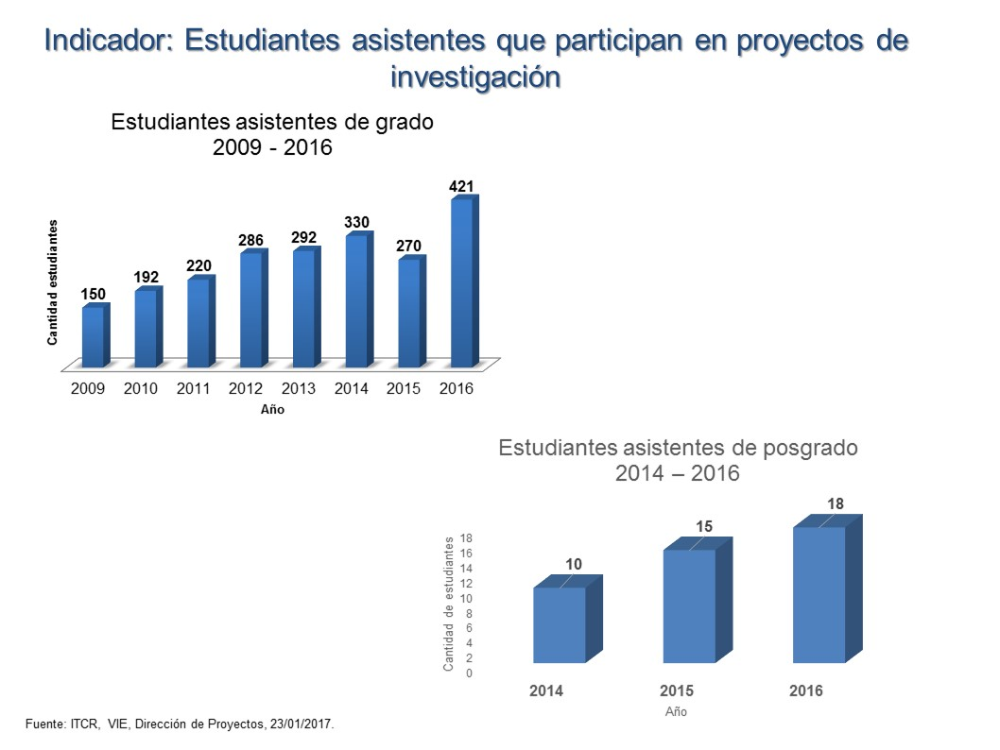 Indicador: Estudiantes asistentes que participan en proyectos de
investigación
Estudiantes asistentes de grado
2009 - 2016
Cantidad estudiantes
150
192
220
286
292
330
270
421
2009 2010 2011 2012 2013 2014 2015 2016
Año
Estudiantes asistentes de posgrado
2014 – 2016
Cantidad de estudiantes
18
16
14
12
10
8
6
4
2
0
10
15
18
2014 2015 2016
Año
Fuente: ITCR, VIE, Dirección de Proyectos, 23/01/2017.